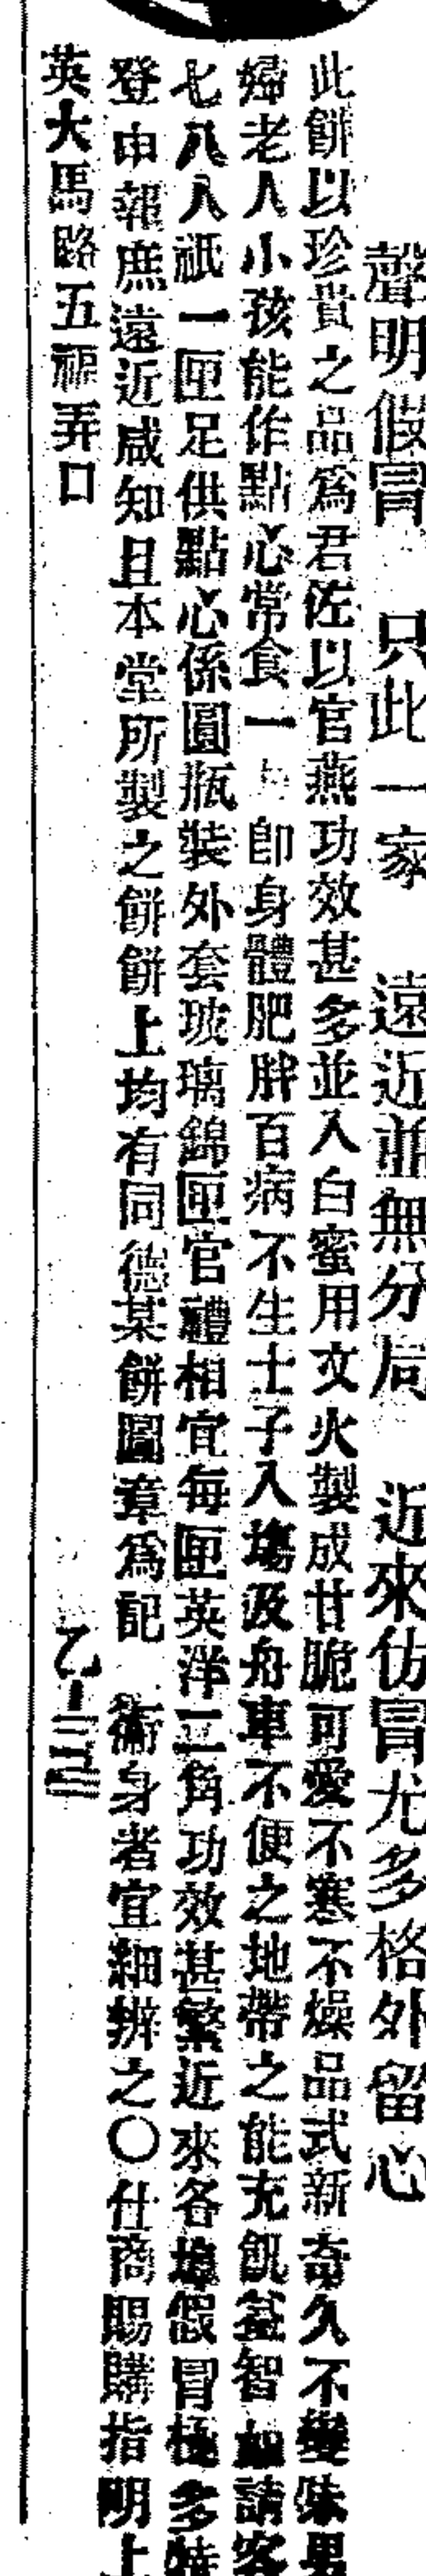 聲明假冒 只此一家 遠近並無分局 近來仿冒尤多格外留心
此餅以珍貴之品爲君佐以官燕功效甚多並入白蜜用文火製成甘脆可愛不寒不燥品式新奇久不變味男
婦老人小孩能作點心常食一 卽身體肥胖百病不生士子入塲及舟車不便之地帶之能充飢益智如請客
七八人祇一匣足供點心係圓瓶裝外套玻璃錦匣官禮相宜每匣英洋二角功效甚繁近來各埠假冒極多特
登申報庶遠近咸知且本堂所製之餅餅上均有同德某餅圖章爲記 衞身者宜細辨之〇仕商賜購指明上
英大馬路五福弄口
乙十